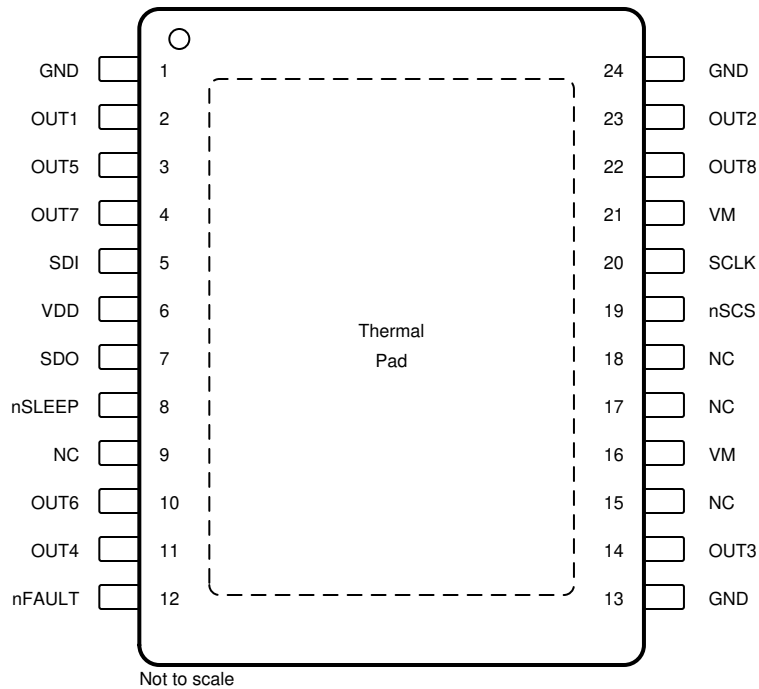 GND 1 24 GND
OUT1 2 23 OUT2
OUT5 3 22 OUT8
OUT7 4 21 VM
SDI 5 20 SCLK
VDD 6 19 nSCS
Thermal
SDO 7 18 NC
Pad
nSLEEP 8 17 NC
NC 9 16 VM
OUT6 10 15 NC
OUT4 11 14 OUT3
nFAULT 12 13 GND
Not to scale